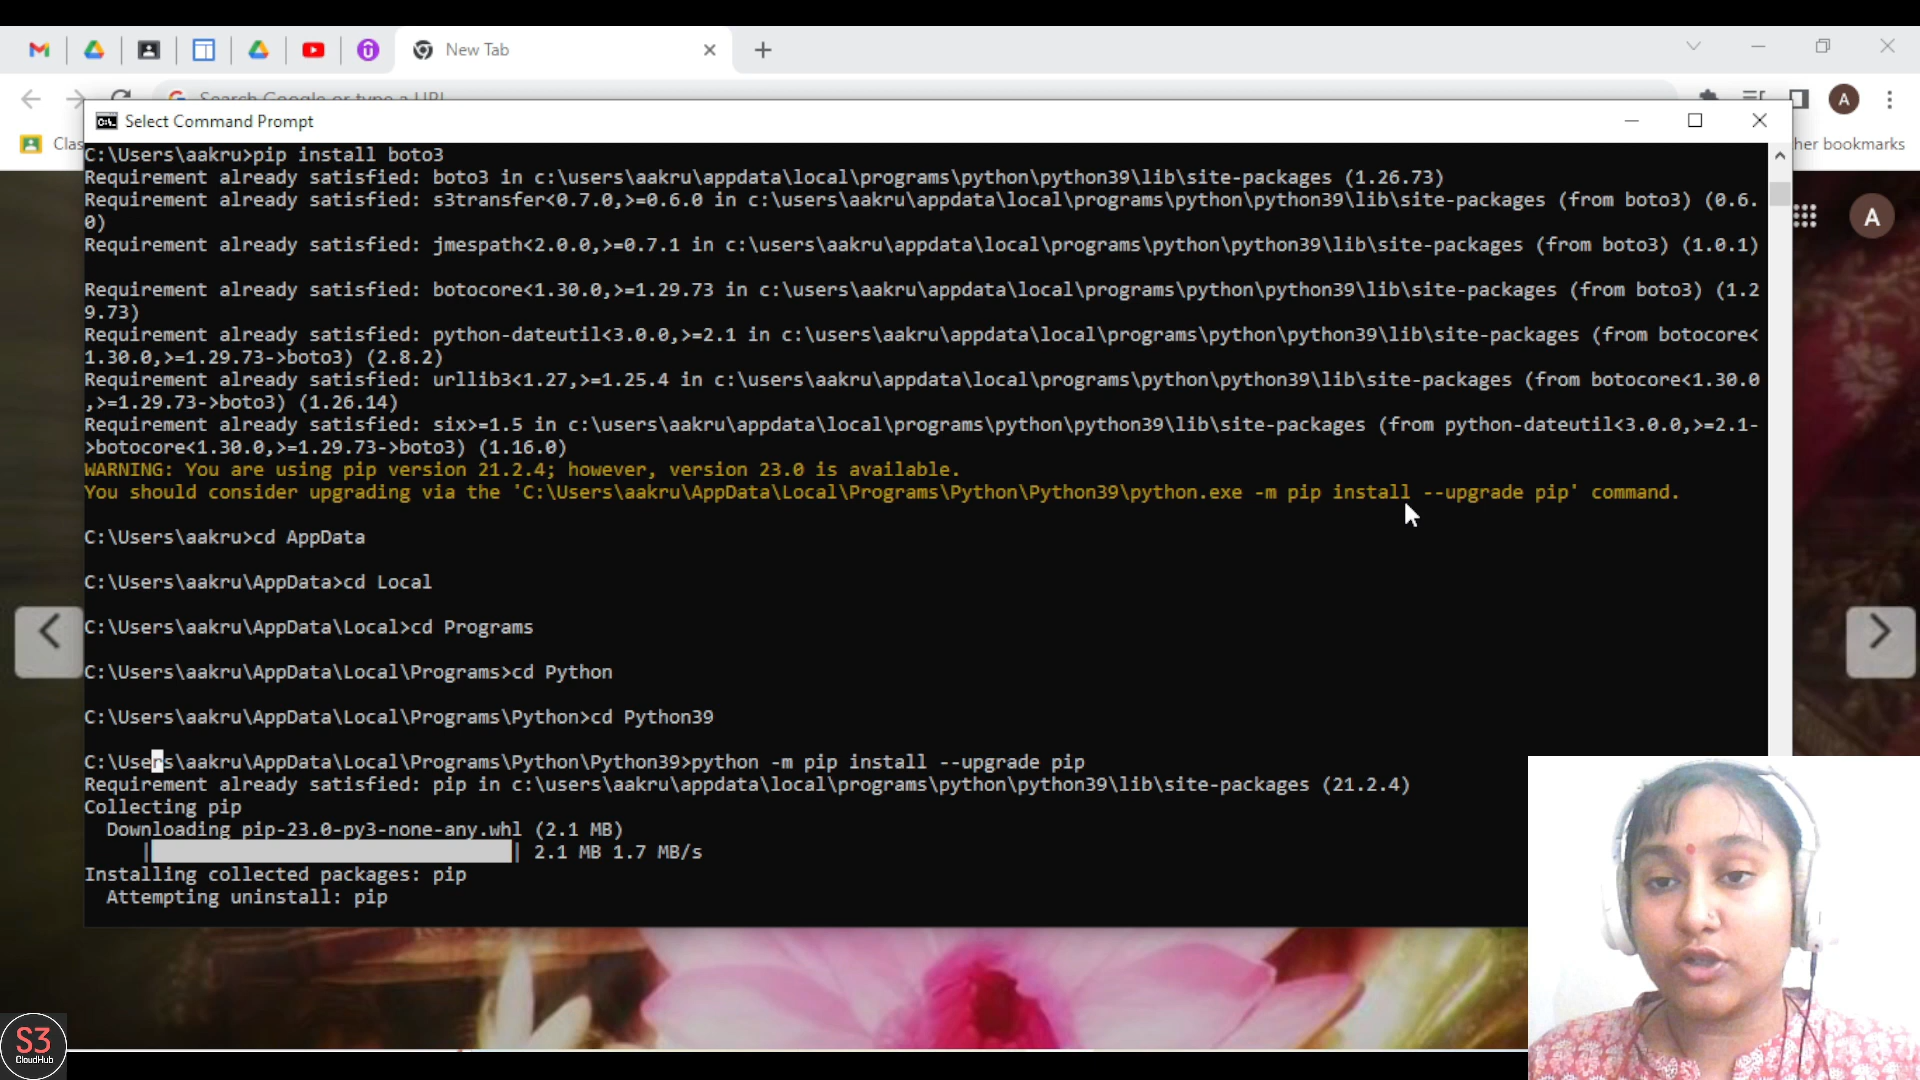 New Tab
Search Google or type a URL
Select Command Prompt
Clas
her bookmarks
A
A
C:\Users\aakru>pip install boto3
Requirement already satisfied: boto3 in c:\users\aakru\appdata\local\programs\python\python39\lib\site-packages (1.26.73)
Requirement already satisfied: s3transfer<0.7.0,>=0.6.0 in c:\users\aakru\appdata\local\programs\python\python39\lib\site-packages (from boto3) (0.6.
0)
Requirement already satisfied: jmespath<2.0.0,>=0.7.1 in c:\users\aakru\appdata\local\programs\python\python39\lib\site-packages (from boto3) (1.0.1)
Requirement already satisfied: botocore<1.30.0,>=1.29.73 in c:\users\aakru\appdata\local\programs\python\python39\lib\site-packages (from boto3) (1.2
9.73)
Requirement already satisfied: python-dateutil<3.0.0,>=2.1 in c:\users\aakru\appdata\local\programs\python\python39\lib\site-packages (from botocore<
1.30.0,>=1.29.73->boto3) (2.8.2)
Requirement already satisfied: urllib3<1.27,>=1.25.4 in c:\users\aakru\appdata\local\programs\python\python39\lib\site-packages (from botocore<1.30.0
,>=1.29.73->boto3) (1.26.14)
Requirement already satisfied: six>=1.5 in c:\users\aakru\appdata\local\programs\python\python39\lib\site-packages (from python-dateutil<3.0.0,>=2.1-
>botocore<1.30.0,>=1.29.73->boto3) (1.16.0)
WARNING: You are using pip version 21.2.4; however, version 23.0 is available.
You should consider upgrading via the 'C:\Users\aakru\AppData\Local\Programs\Python\Python39\python.exe -m pip install --upgrade pip' command.
C:\Users\aakru>cd AppData
C:\Users\aakru\AppData>cd Local
C:\Users\aakru\AppData\Local>cd Programs
C:\Users\aakru\AppData\Local\Programs>cd Python
C:\Users\aakru\AppData\Local\Programs\Python>cd Python39
C:\Users\aakru\AppData\Local\Programs\Python\Python39>python -m pip install --upgrade pip
Requirement already satisfied: pip in c:\users\aakru\appdata\local\programs\python\python39\lib\site-packages (21.2.4)
Collecting pip
Downloading pip-23.0-py3-none-any.whl (2.1 MB)
| | 2.1 MB 1.7 MB/s
Installing collected packages: pip
Attempting uninstall: pip
S3
CloudHub